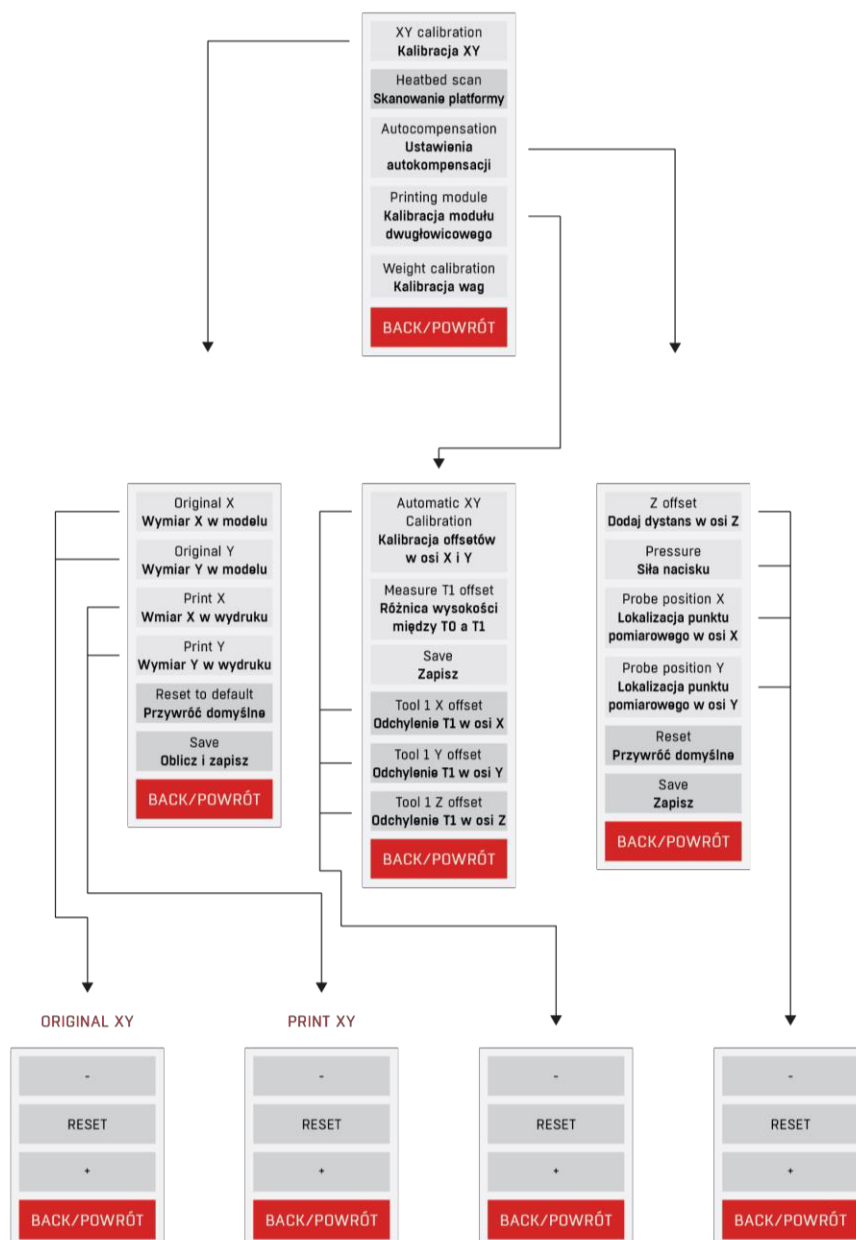 XY calibration
Kalibracja XY
Heatbed scan
Skanowanie platformy
Autocompensation
Ustawienia
autokompensacji
Printing module
Kalibracja modułu
dwugłowicowego
Weight calibration
Kalibracja wag
BACK/POWRÓT
Original X
Wymiar X w modelu
Original Y
Wymiar Y w modelu
Print X
Wmiar X w wydruku
Print Y
Wymiar Y w wydruku
Reset to default
Przywróć domyślne
Save
Oblicz i zapisz
BACK/POWRÓT
Automatic XY
Calibration
Kalibracja offsetów
w osi X i Y
Measure T1 offset
Różnica wysokości
między T0 a T1
Save
Zapisz
Tool 1 X offset
Odchylenie T1 w osi X
Tool 1 Y offset
Odchylenie T1 w osi Y
Tool 1 Z offset
Odchylenie T1 w osi Z
BACK/POWRÓT
Z offset
Dodaj dystans w osi Z
Pressure
Siła nacisku
Probe position X
Lokalizacja punktu
pomiarowego w osi X
Probe position Y
Lokalizacja punktu
pomiarowego w osi Y
Reset
Przywróć domyślne
Save
Zapisz
BACK/POWRÓT
ORIGINAL XY
-
RESET
+
BACK/POWRÓT
PRINT XY
-
RESET
+
BACK/POWRÓT
-
RESET
+
BACK/POWRÓT
-
RESET
+
BACK/POWRÓT